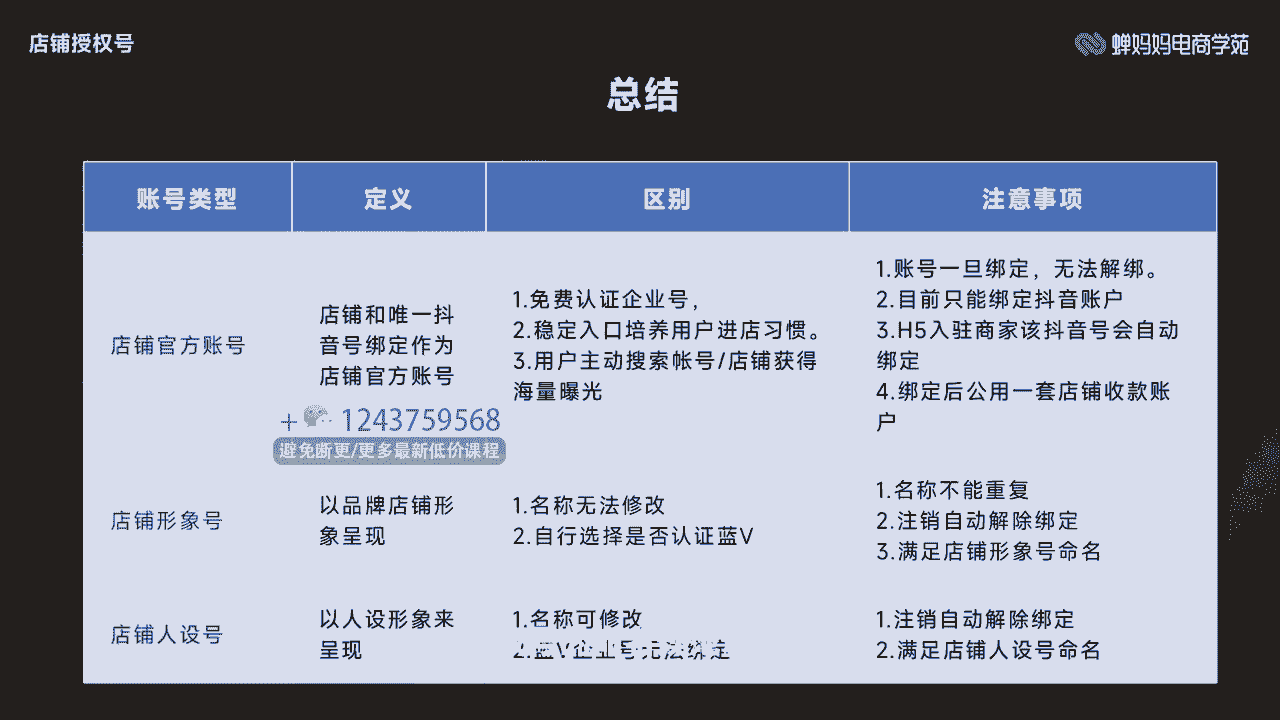 店铺授权号
蝉妈妈电商学苑
总结
账号类型
定义
区别
注意事项
店铺官方账号
店铺和唯一抖
音号绑定作为
店铺官方账号
1.免费认证企业号，
2.稳定入口培养用户进店习惯。
3.用户主动搜索帐号/店铺获得
海量曝光
1.账号一旦绑定，无法解绑。
2.目前只能绑定抖音账户
3.H5入驻商家该抖音号会自动
绑定
4.绑定后公用一套店铺收款账
户
+ 1243759568
避免断更/更多最新低价课程
店铺形象号
以品牌店铺形
象呈现
1.名称无法修改
2.自行选择是否认证蓝V
1.名称不能重复
2.注销自动解除绑定
3.满足店铺形象号命名
店铺人设号
以人设形象来
呈现
1.名称可修改
2.蓝V企业号无法绑定
1.注销自动解除绑定
2.满足店铺人设号命名